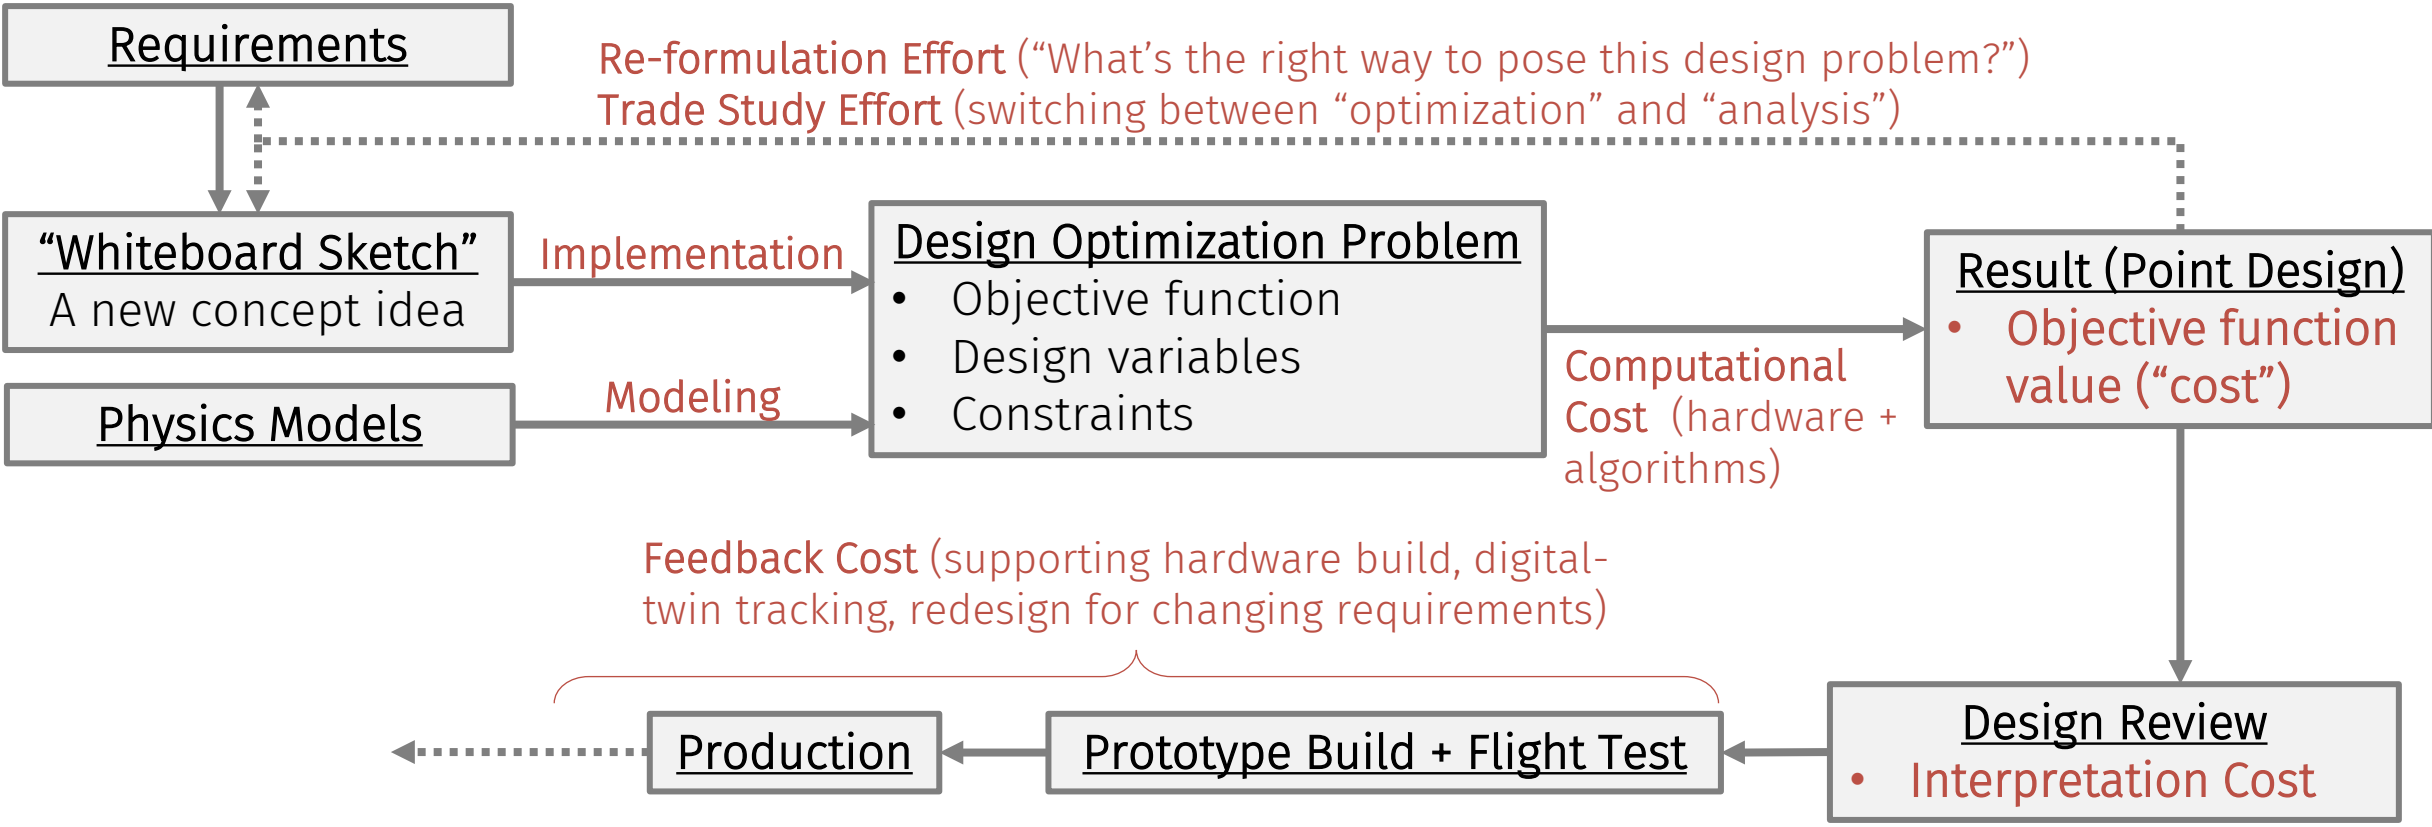 Requirements
Re-formulation Effort (“What’s the right way to pose this design problem?”)
Trade Study Effort (switching between “optimization” and “analysis”)
“Whiteboard Sketch”
A new concept idea
Implementation
Physics Models
Modeling
Design Optimization Problem
• Objective function
• Design variables
• Constraints
Computational
Cost (hardware +
algorithms)
Result (Point Design)
• Objective function
value (“cost”)
Feedback Cost (supporting hardware build, digital-
twin tracking, redesign for changing requirements)
Production
Prototype Build + Flight Test
Design Review
• Interpretation Cost